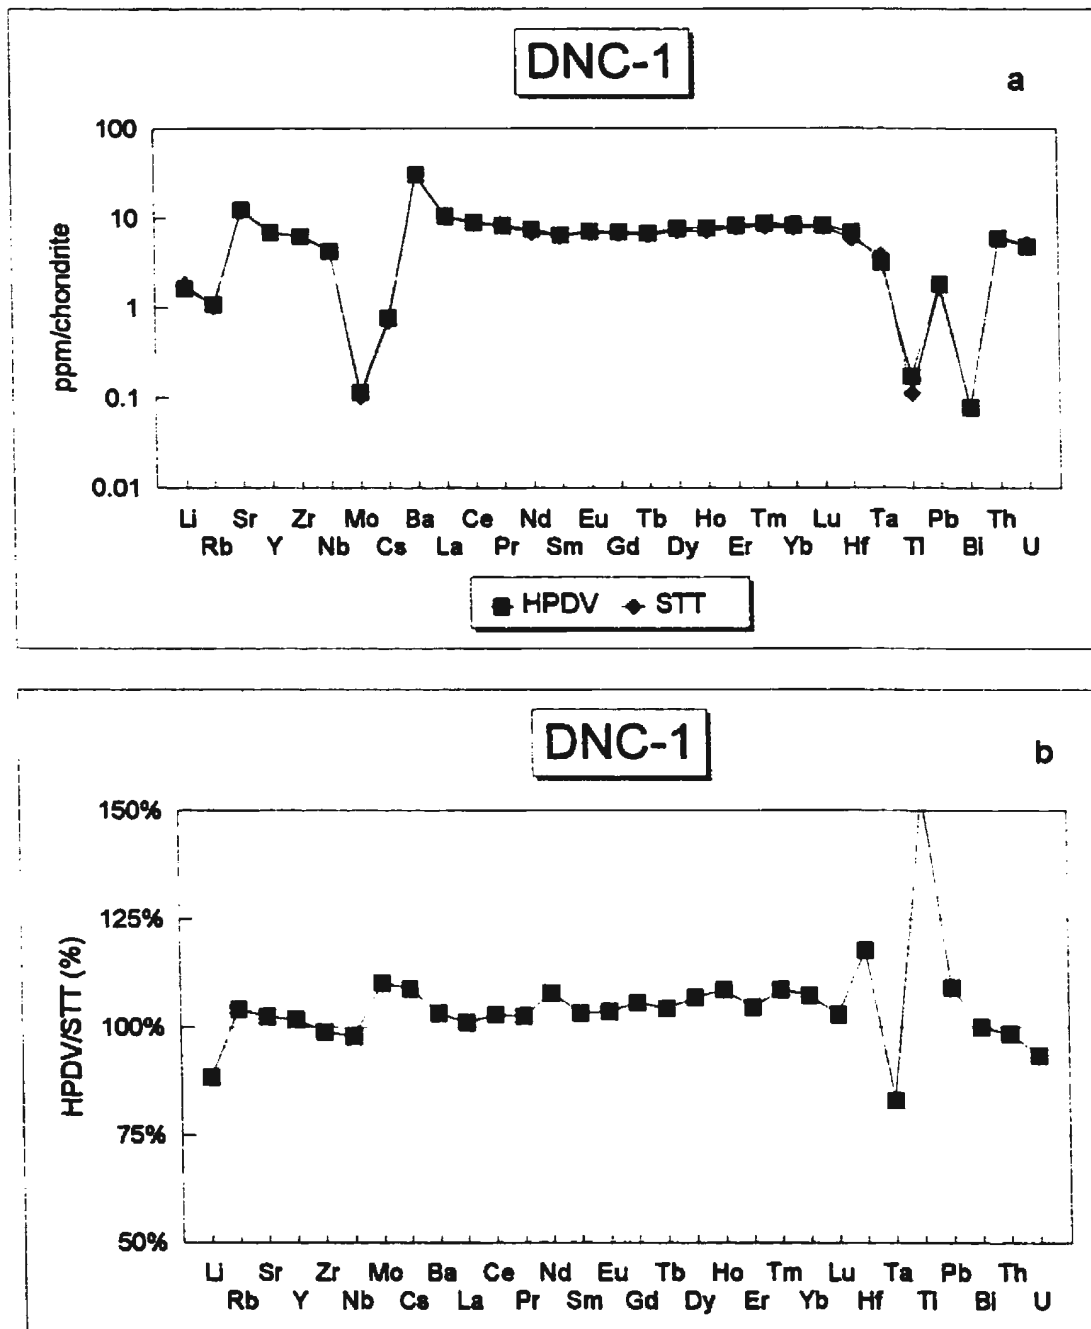 DNC-1
a
100
10
1
0.1
0.01
ppm/chondrite
Li Sr Zr Mo Ba Ce Nd Eu Tb Ho Tm Lu Ta Pb Th
Rb Y Nb Cs La Pr Sm Gd Dy Er Yb Hf Tl Bi U
HPDV STT
DNC-1
b
150%
125%
100%
75%
50%
HPDV/STT (%)
Li Sr Zr Mo Ba Ce Nd Eu Tb Ho Tm Lu Ta Pb Th
Rb Y Nb Cs La Pr Sm Gd Dy Er Yb Hf Tl Bi U